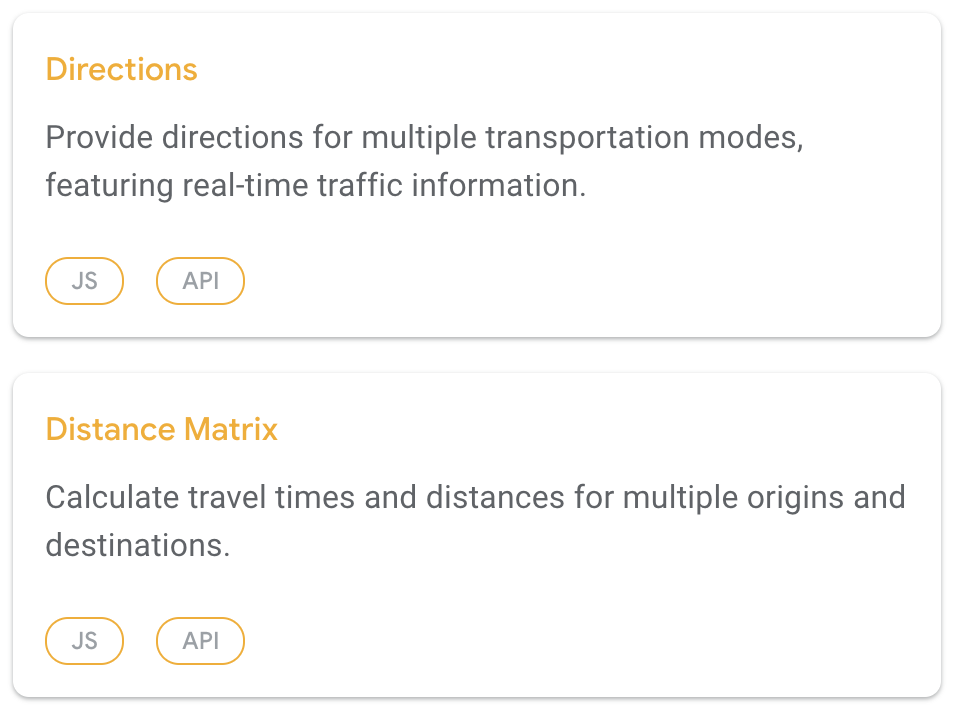 Directions
Provide directions for multiple transportation modes,
featuring real-time traffic information.
JS API
Distance Matrix
Calculate travel times and distances for multiple origins and
destinations.
JS API